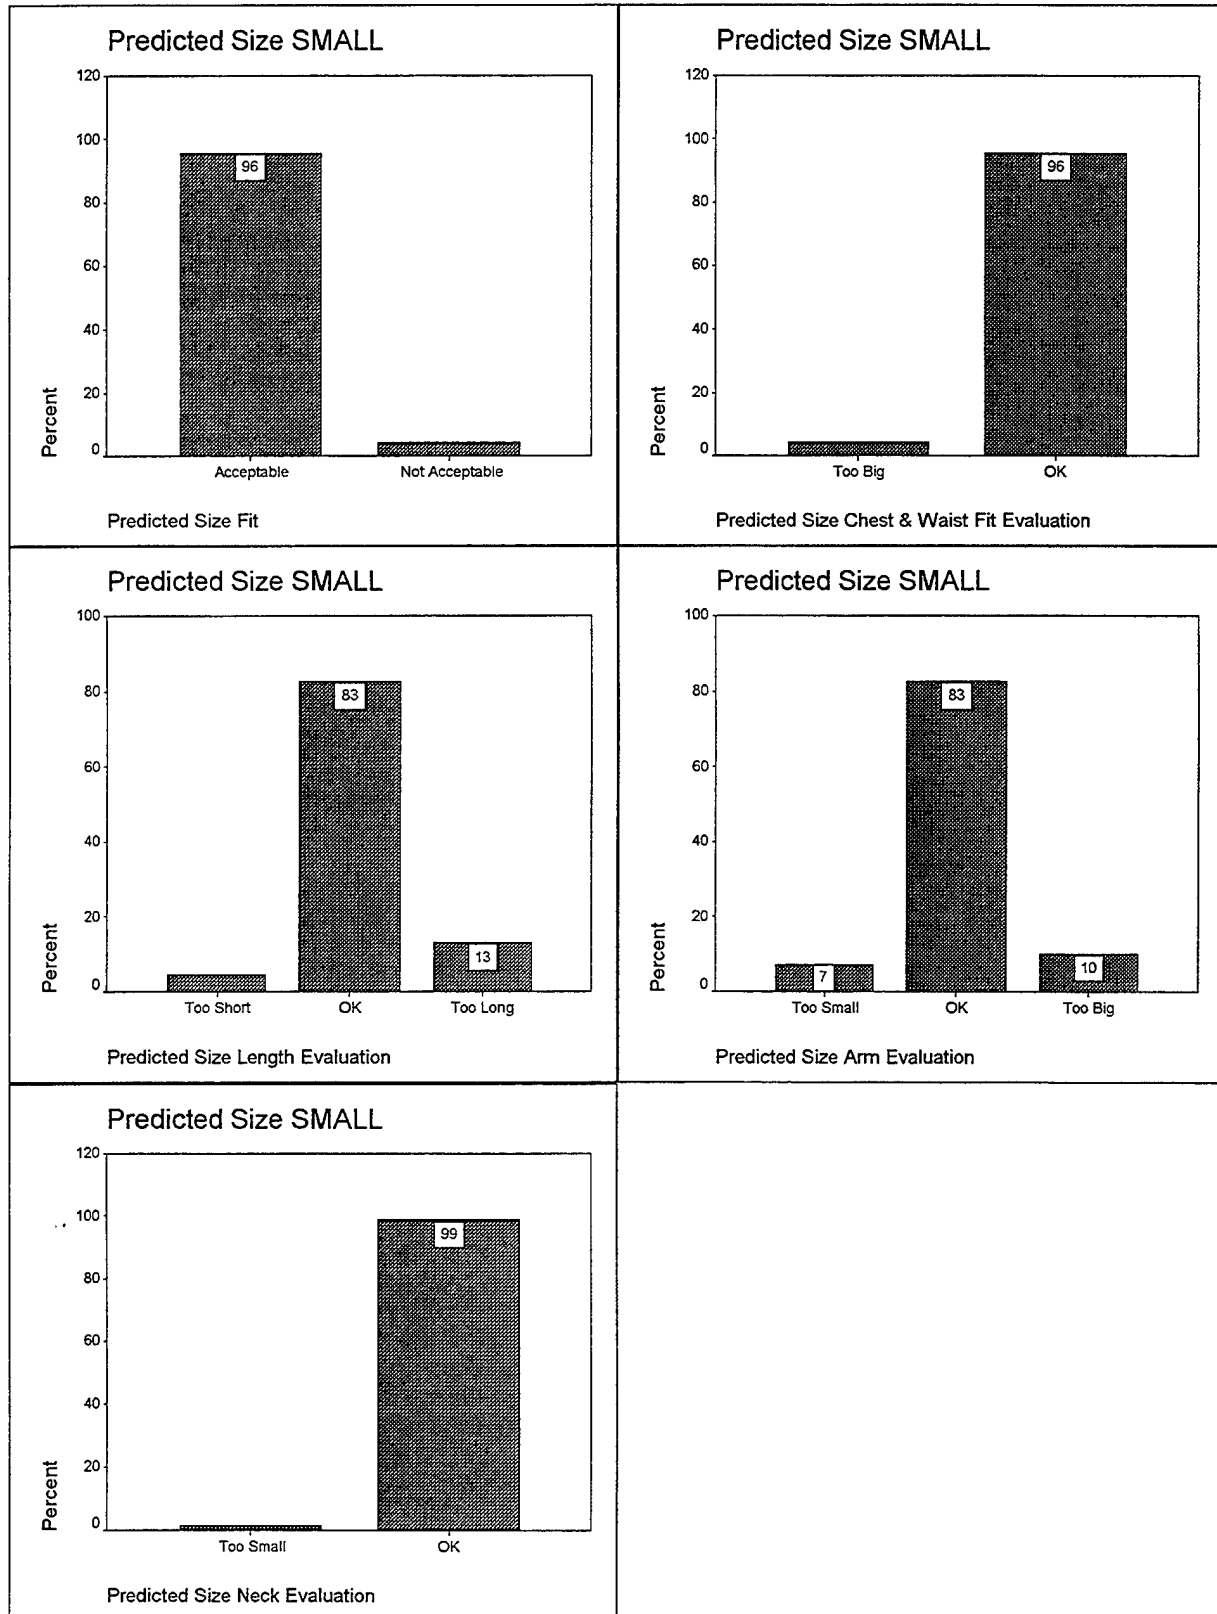 Predicted Size SMALL
120
100
80
60
40
20
0
Percent
96
Acceptable
Not Acceptable
Predicted Size Fit
Predicted Size SMALL
120
100
80
60
40
20
0
Percent
96
Too Big
OK
Predicted Size Chest & Waist Fit Evaluation
Predicted Size SMALL
100
80
60
40
20
0
Percent
83
13
Too Short
OK
Too Long
Predicted Size Length Evaluation
Predicted Size SMALL
100
80
60
40
20
0
Percent
7
83
10
Too Small
OK
Too Big
Predicted Size Arm Evaluation
Predicted Size SMALL
120
100
80
60
40
20
0
Percent
99
Too Small
OK
Predicted Size Neck Evaluation